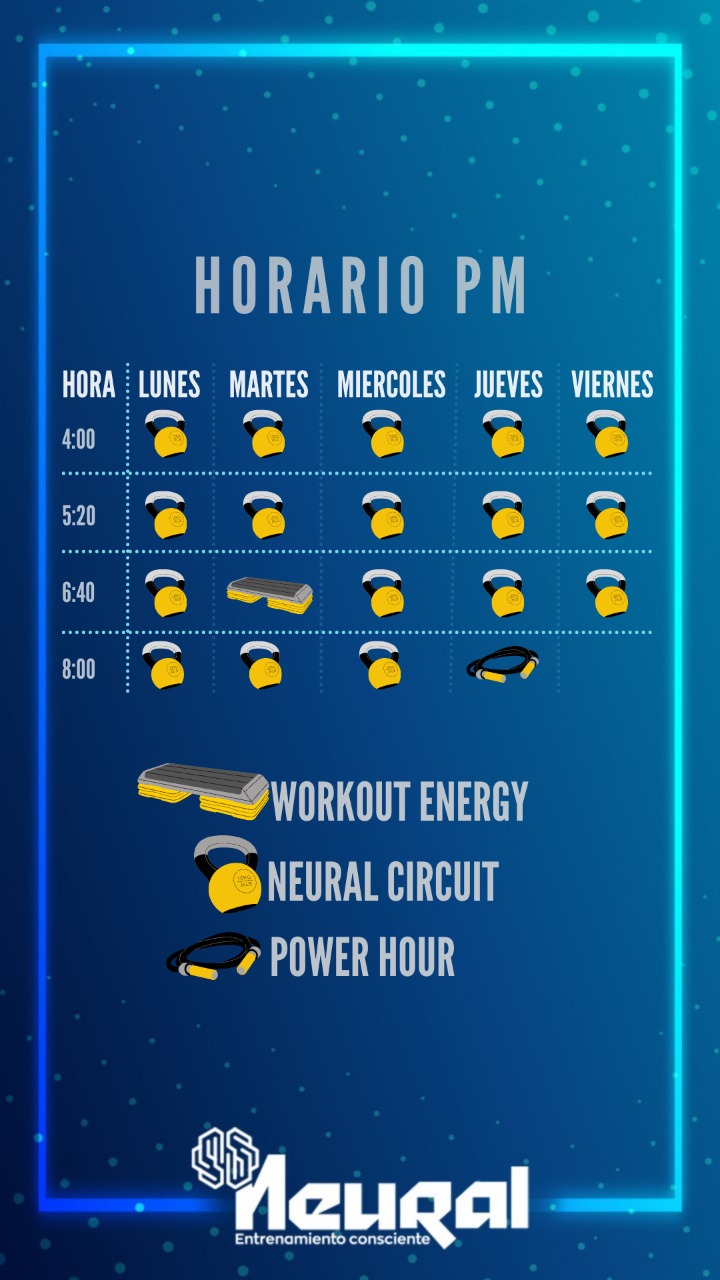 HORARIO PM
HORA LUNES MARTES MIERCOLES JUEVES VIERNES
4:00
5:20
6:40
8:00
WORKOUT ENERGY
NEURAL CIRCUIT
POWER HOUR
Neural
Entrenamiento consciente